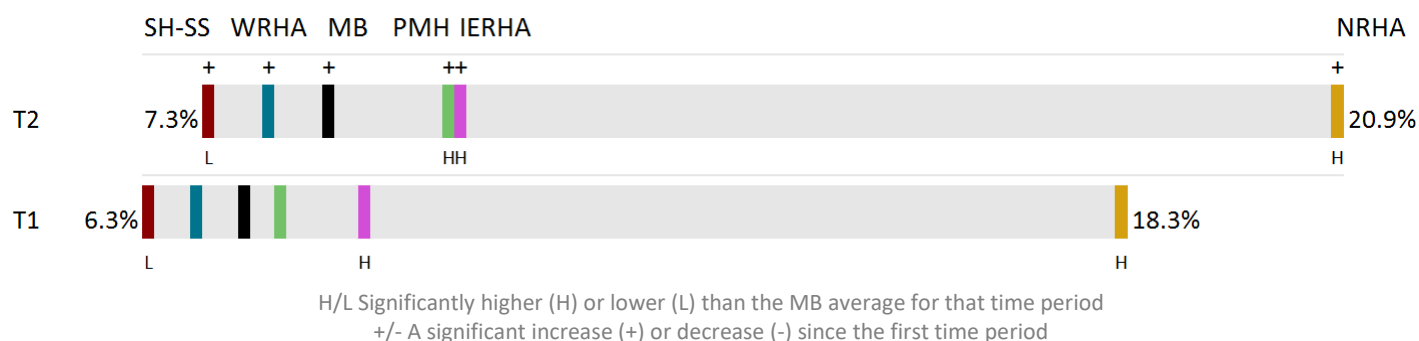 SH-SS WRHA MB PMH IERHA NRHA
+ + + ++ +
T2 7.3% 20.9%
L HH H
T1 6.3% 18.3%
L H H
H/L Significantly higher (H) or lower (L) than the MB average for that time period
+/- A significant increase (+) or decrease (-) since the first time period